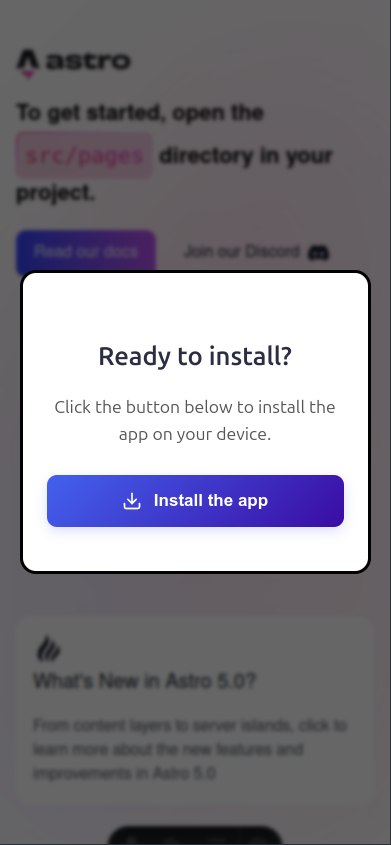 astro
To get started, open the
src/pages directory in your
project.
Read our docs
Join our Discord
Ready to install?
Click the button below to install the
app on your device.
Install the app
What's New in Astro 5.0?
From content layers to server islands, click to
learn more about the new features and
improvements in Astro 5.0